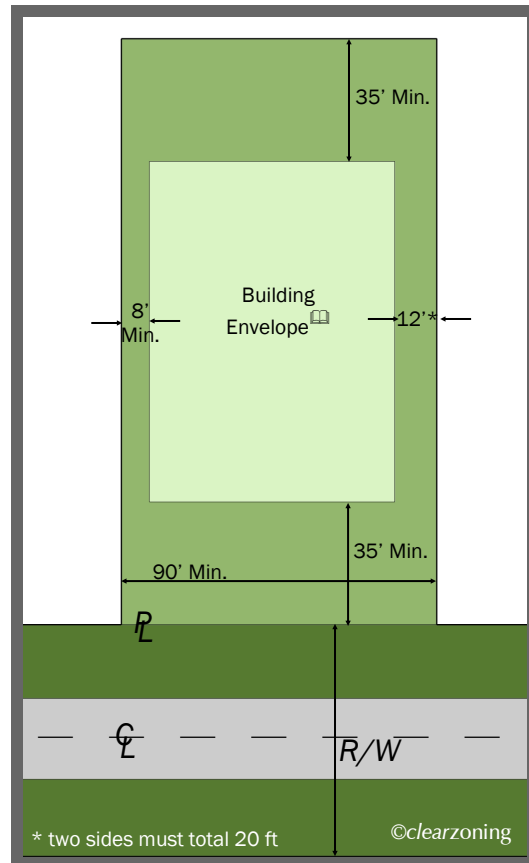 35’ Min.
Building
Envelope
8’
Min.
12’*
35’ Min.
90’ Min.
PL
CL
R/W
* two sides must total 20 ft
©clearzoning